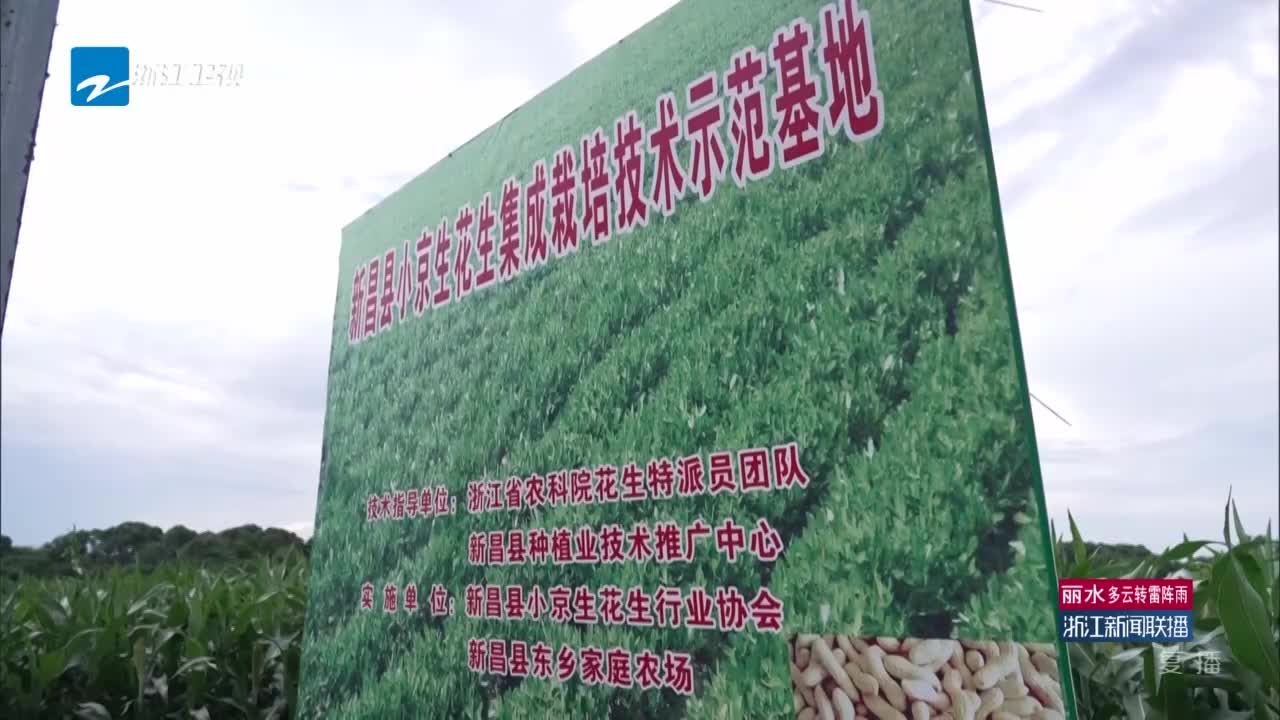 浙江卫视
新昌县小京生花生集成栽培技术示范基地
技术指导单位：浙江省农科院花生特派员团队
新昌县种植业技术推广中心
实施单位：新昌县小京生花生行业协会
新昌县东乡家庭农场
丽水 多云转雷阵雨
浙江新闻联播
复播